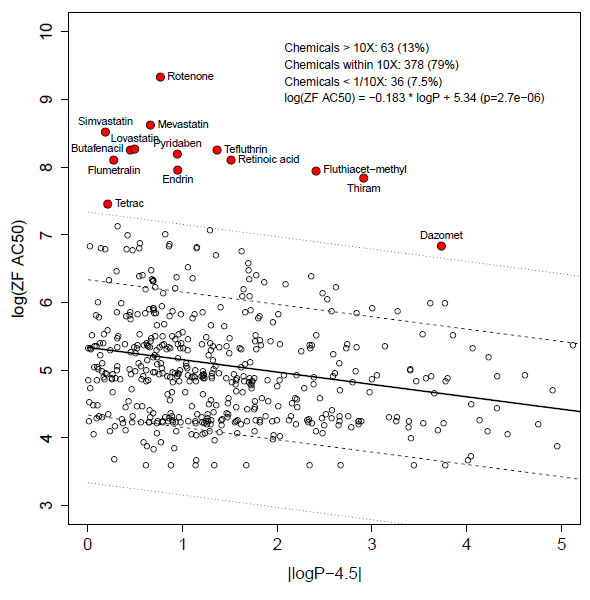 Chemicals > 10X: 63 (13%)
Chemicals within 10X: 378 (79%)
Chemicals < 1/10X: 36 (7.5%)
log(ZF AC50) = −0.183 * logP + 5.34 (p=2.7e−06)
Rotenone
Simvastatin
Mevastatin
Lovastatin
Butafenacil
Pyridaben
Tefluthrin
Flumetralin
Retinoic acid
Endrin
Fluthiacet−methyl
Thiram
Tetrac
Dazomet
log(ZF AC50)
10
9
8
7
6
5
4
3
0 1 2 3 4 5
|logP−4.5|